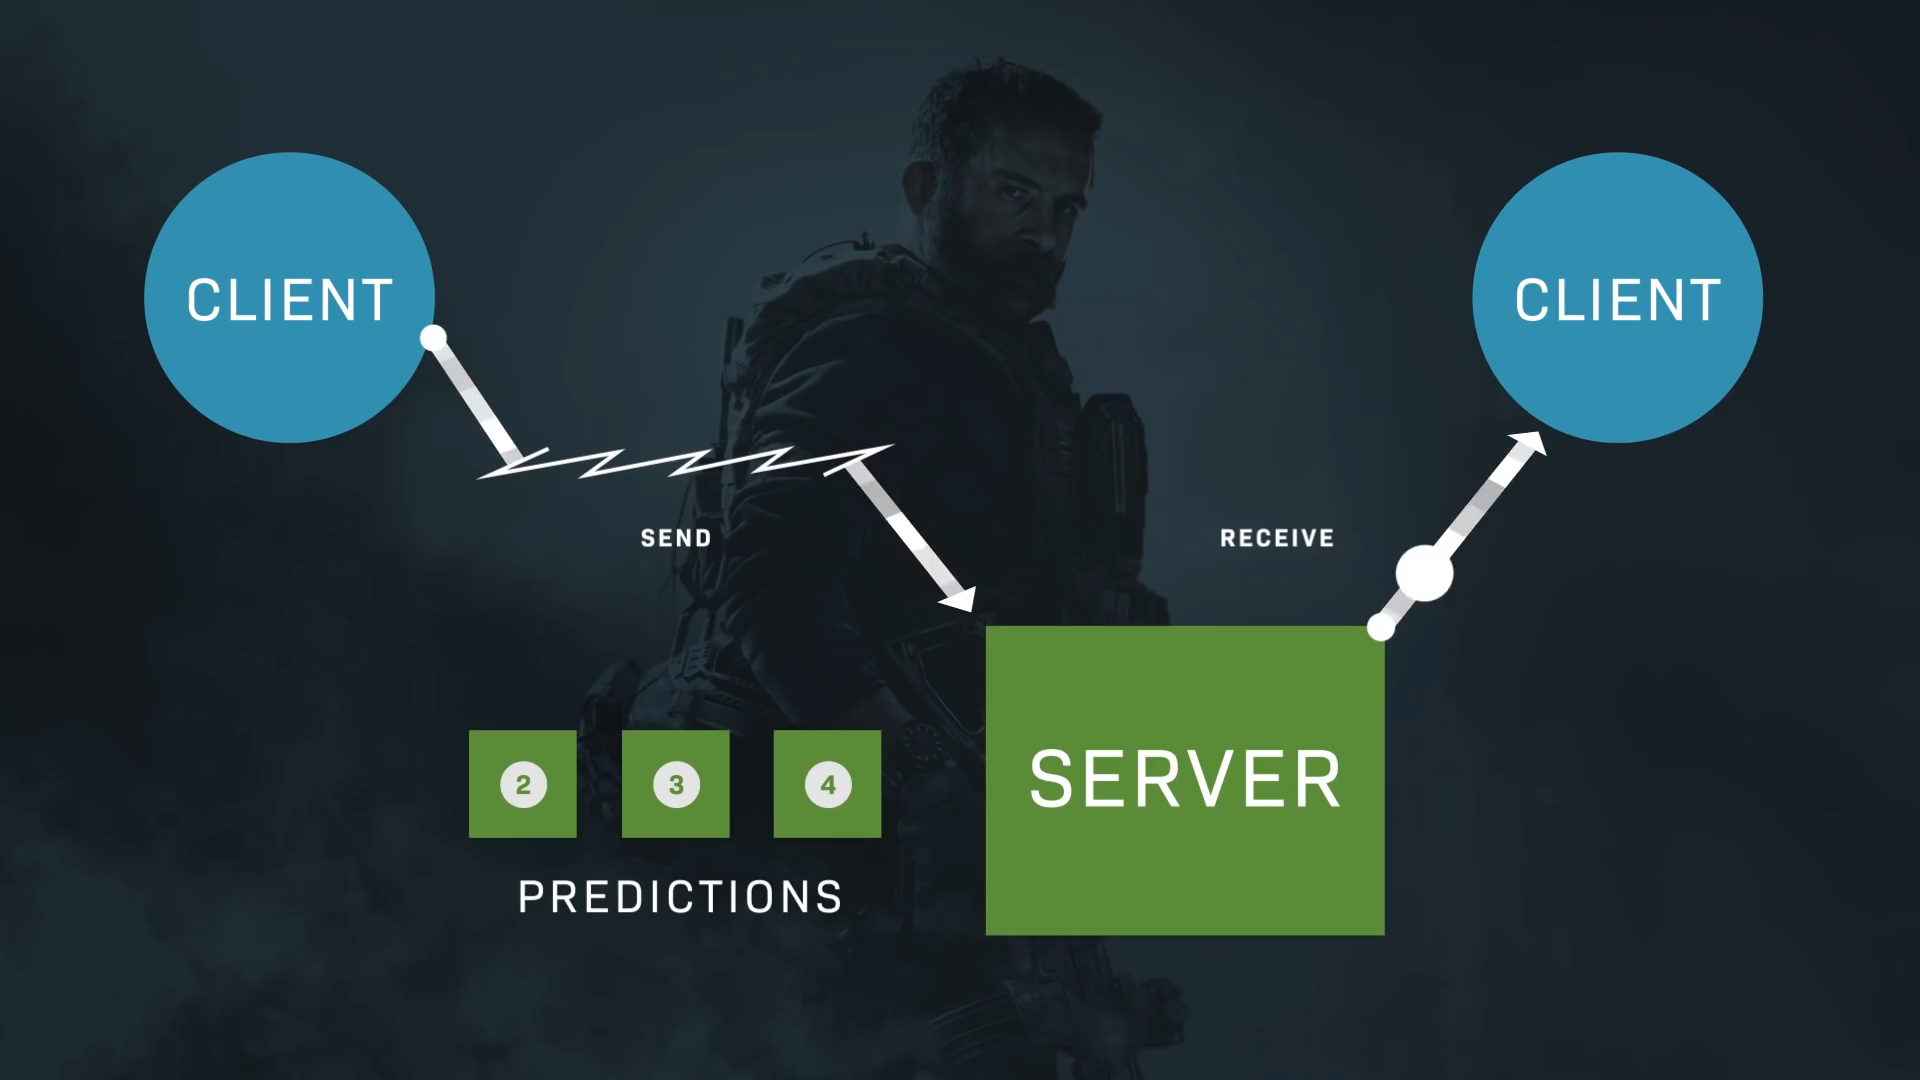 CLIENT
CLIENT
SEND
RECEIVE
SERVER
2
3
4
PREDICTIONS